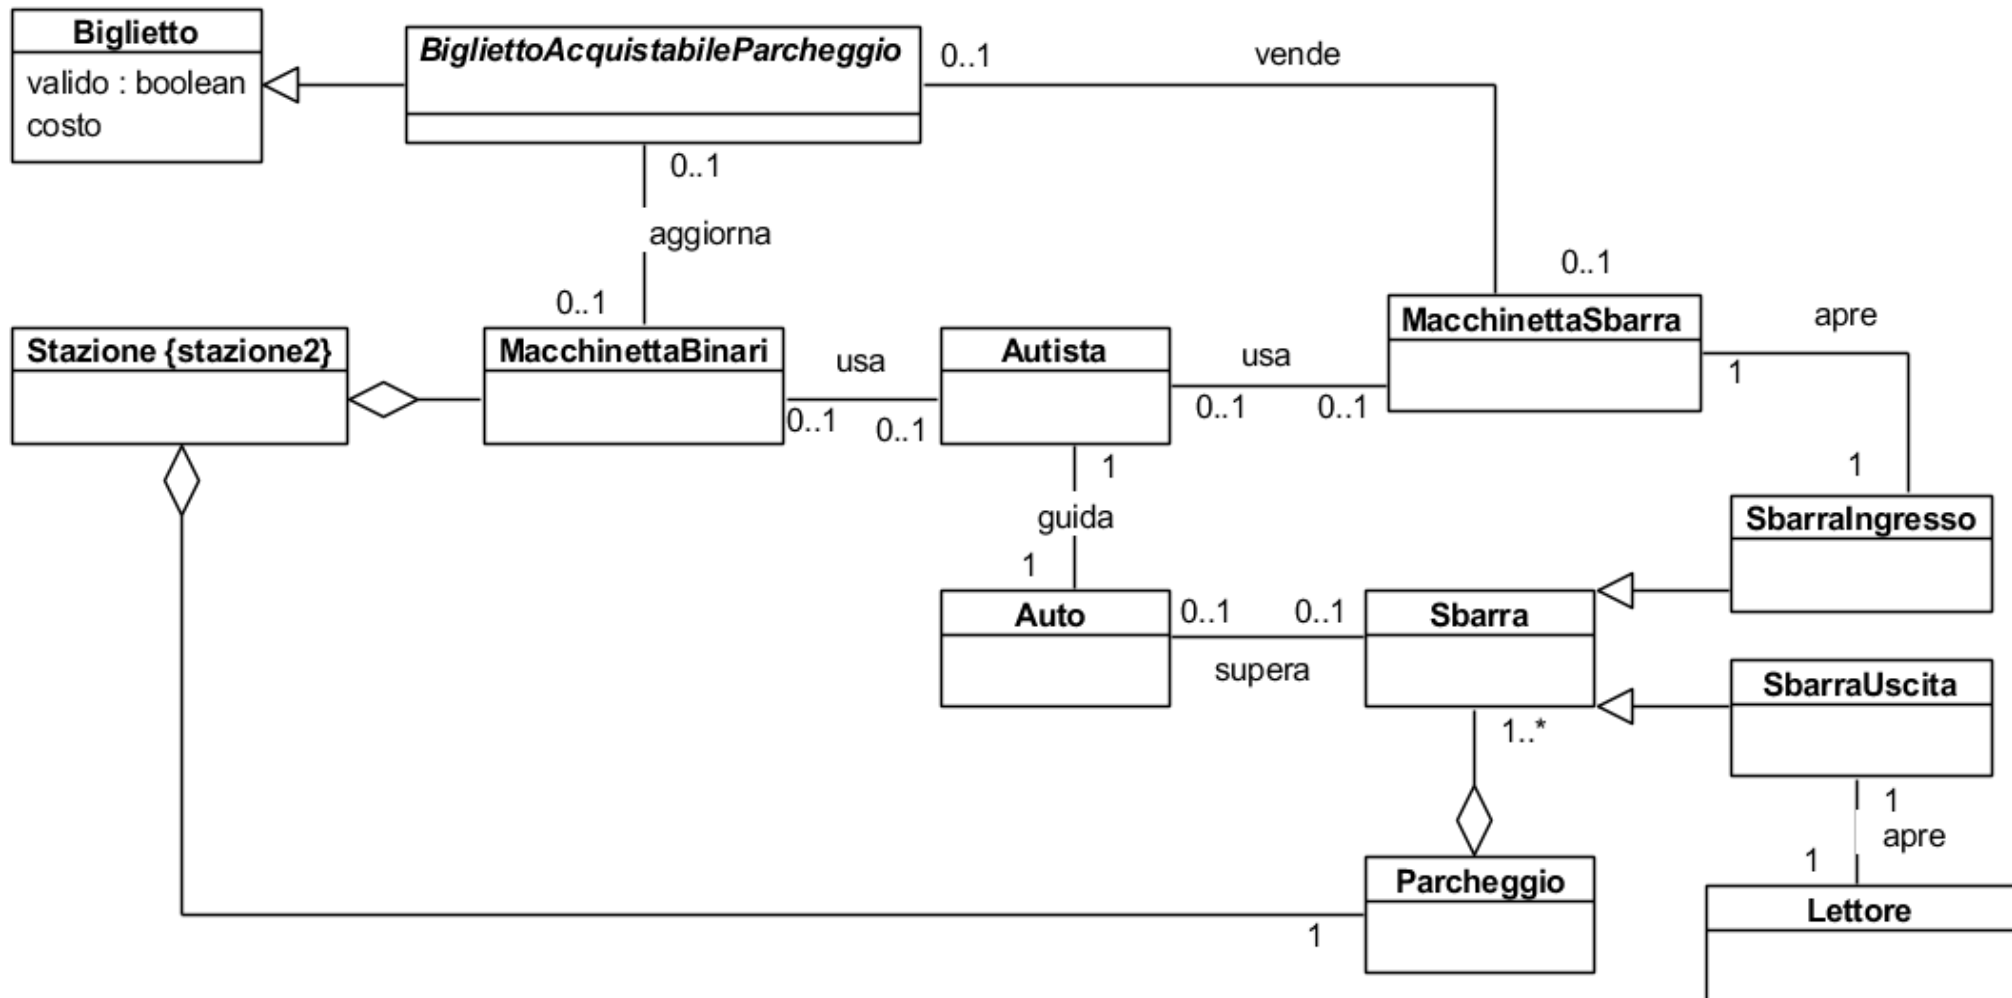 Biglietto
valido : boolean
costo
BigliettoAcquistabileParcheggio
0..1
vende
0..1
aggiorna
0..1
0..1
Stazione {stazione2}
MacchinettaBinari
usa
0..1
0..1
Autista
usa
0..1
0..1
MacchinettaSbarra
apre
1
1
SbarraIngresso
1
guida
1
Auto
0..1
0..1
supera
Sbarra
SbarraUscita
1..*
1
apre
1
Parcheggio
1
Lettore